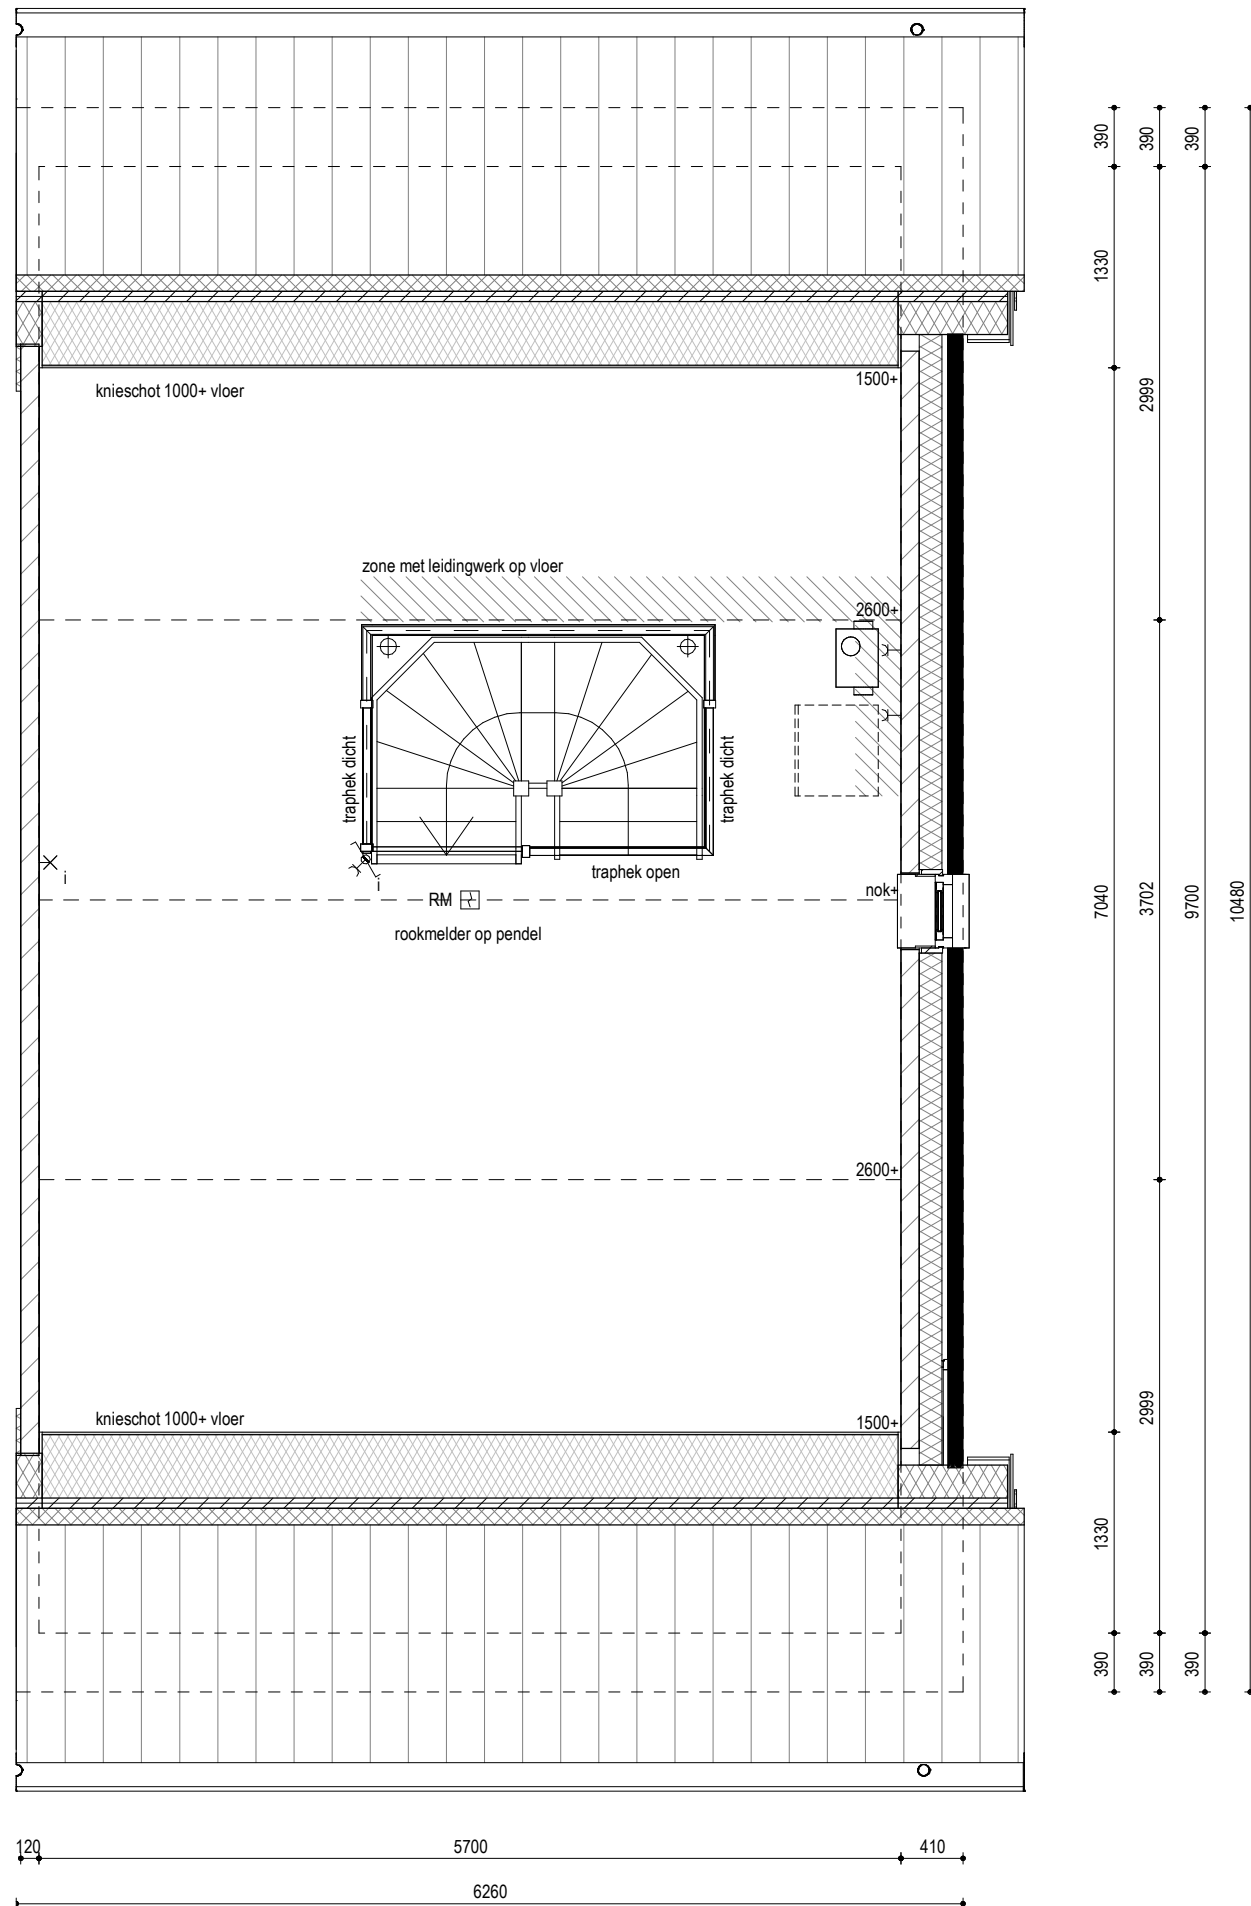 390
390
390
1330
knieschot 1000+ vloer
1500+
2999
zone met leidingwerk op vloer
2600+
traphek dicht
traphek dicht
traphek open
i
i
RM
nok+
rookmelder op pendel
7040
3702
9700
10480
2600+
knieschot 1000+ vloer
1500+
2999
1330
390
390
390
120
5700
410
6260